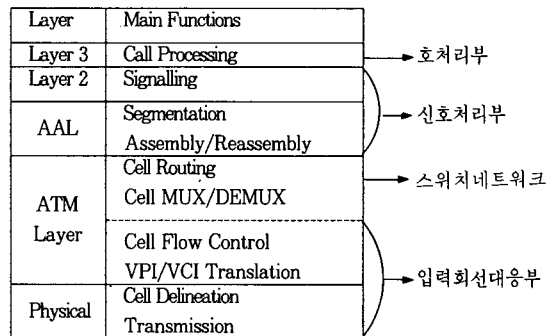 Layer Main Functions
Layer 3 Call Processing → 호처리부
Layer 2 Signalling
AAL Segmentation → 신호처리부
Assembly/Reassembly
Cell Routing → 스위치네트워크
ATM Cell MUX/DEMUX
Layer Cell Flow Control
VPI/VCI Translation → 입력회선대응부
Physical Cell Delineation
Transmission